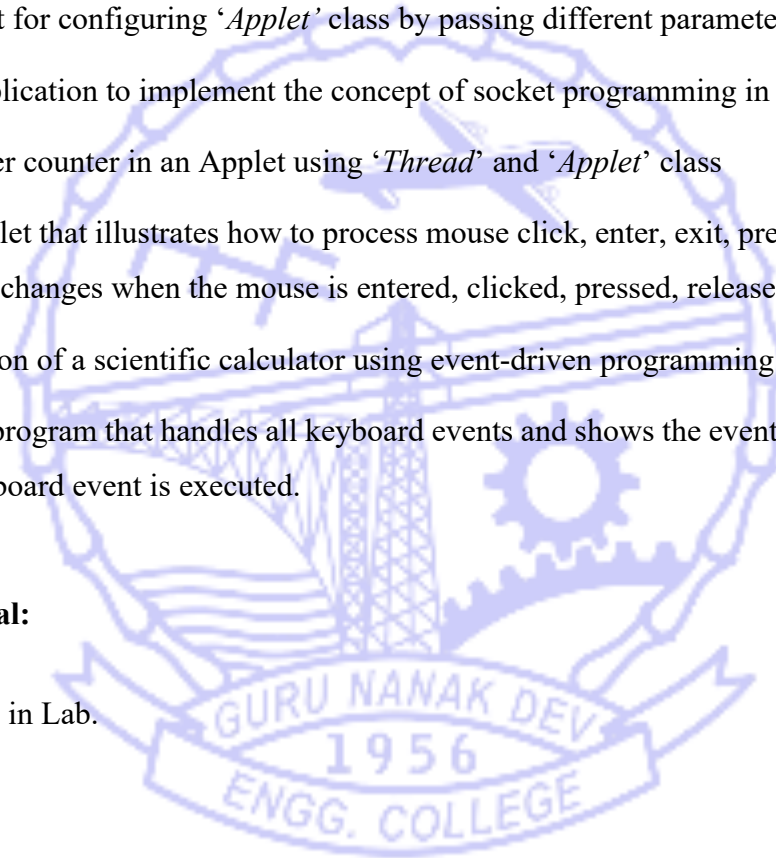 t for configuring ‘Applet’ class by passing different paramete
plication to implement the concept of socket programming in
er counter in an Applet using ‘Thread’ and ‘Applet’ class
let that illustrates how to process mouse click, enter, exit, pre
changes when the mouse is entered, clicked, pressed, release
on of a scientific calculator using event-driven programming
program that handles all keyboard events and shows the event
board event is executed.
al:
in Lab.
GURU NANAK DEV
1956
ENGG. COLLEGE